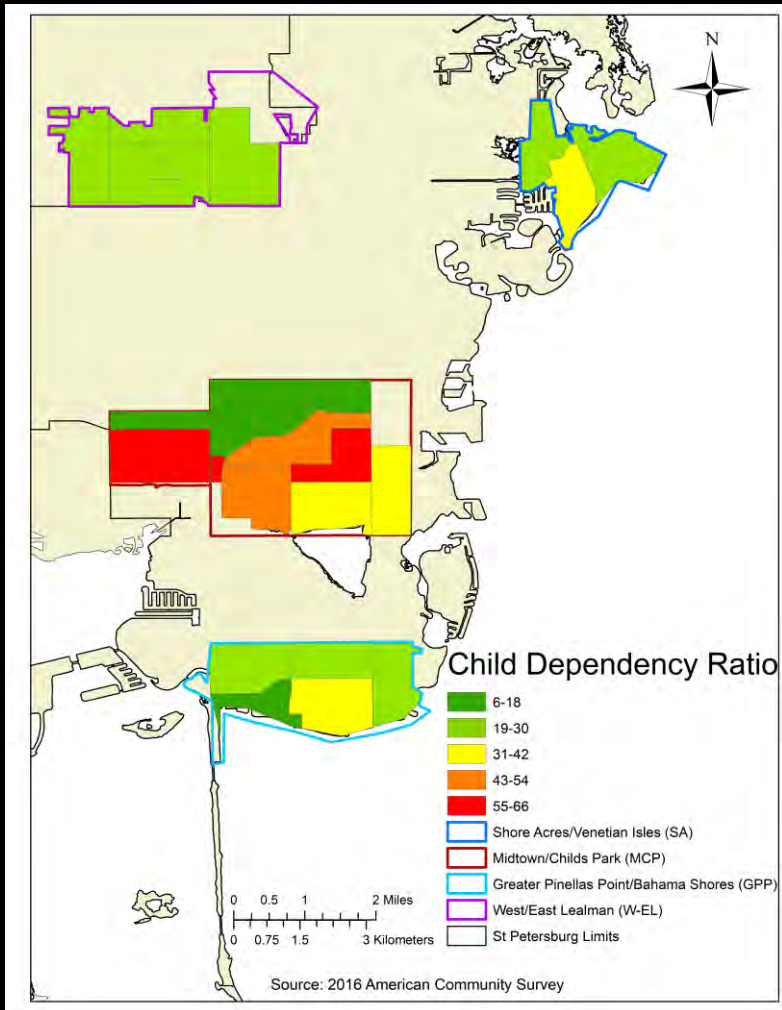 N
Child Dependency Ratio
6-18
19-30
31-42
43-54
55-66
Shore Acres/Venetian Isles (SA)
Midtown/Childs Park (MCP)
Greater Pinellas Point/Bahama Shores (GPP)
West/East Lealman (W-EL)
St Petersburg Limits
0 0.5 1 2 Miles
0 0.75 1.5 3 Kilometers
Source: 2016 American Community Survey